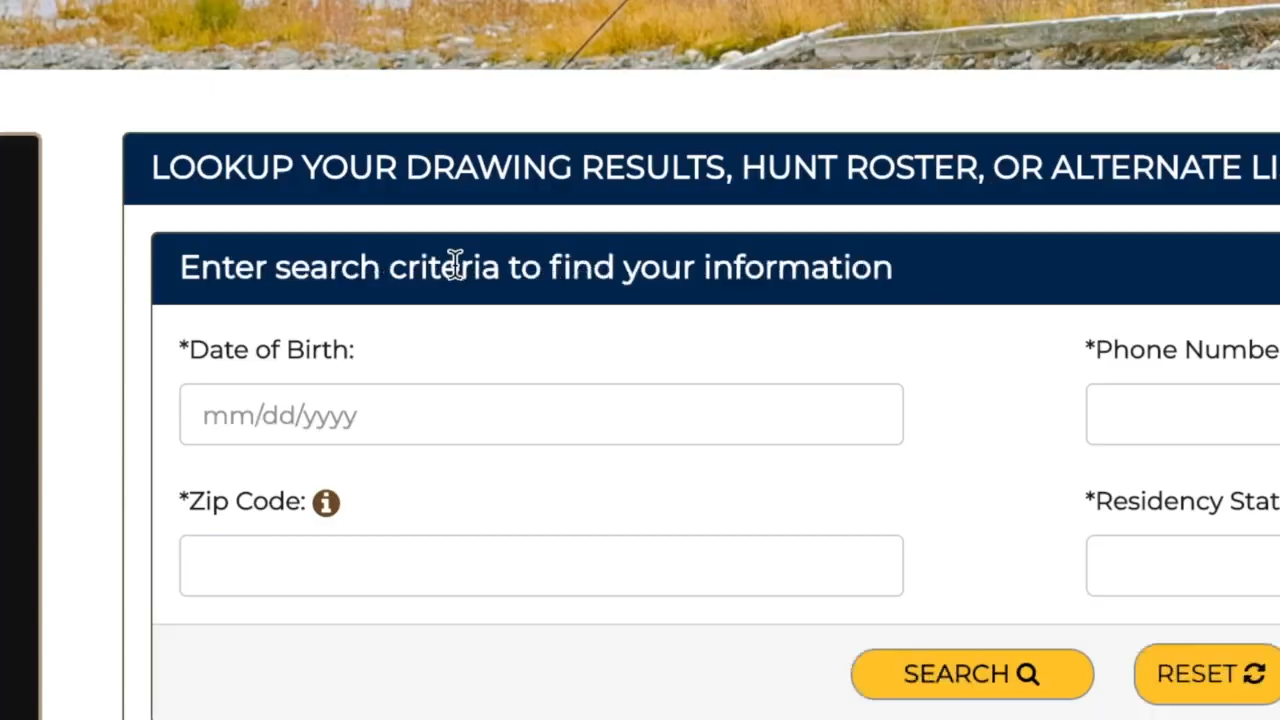 LOOKUP YOUR DRAWING RESULTS, HUNT ROSTER, OR ALTERNATE LI
Enter search criteria to find your information
*Date of Birth:
*Phone Numbe
mm/dd/yyyy
*Zip Code:
*Residency Stat
SEARCH
RESET